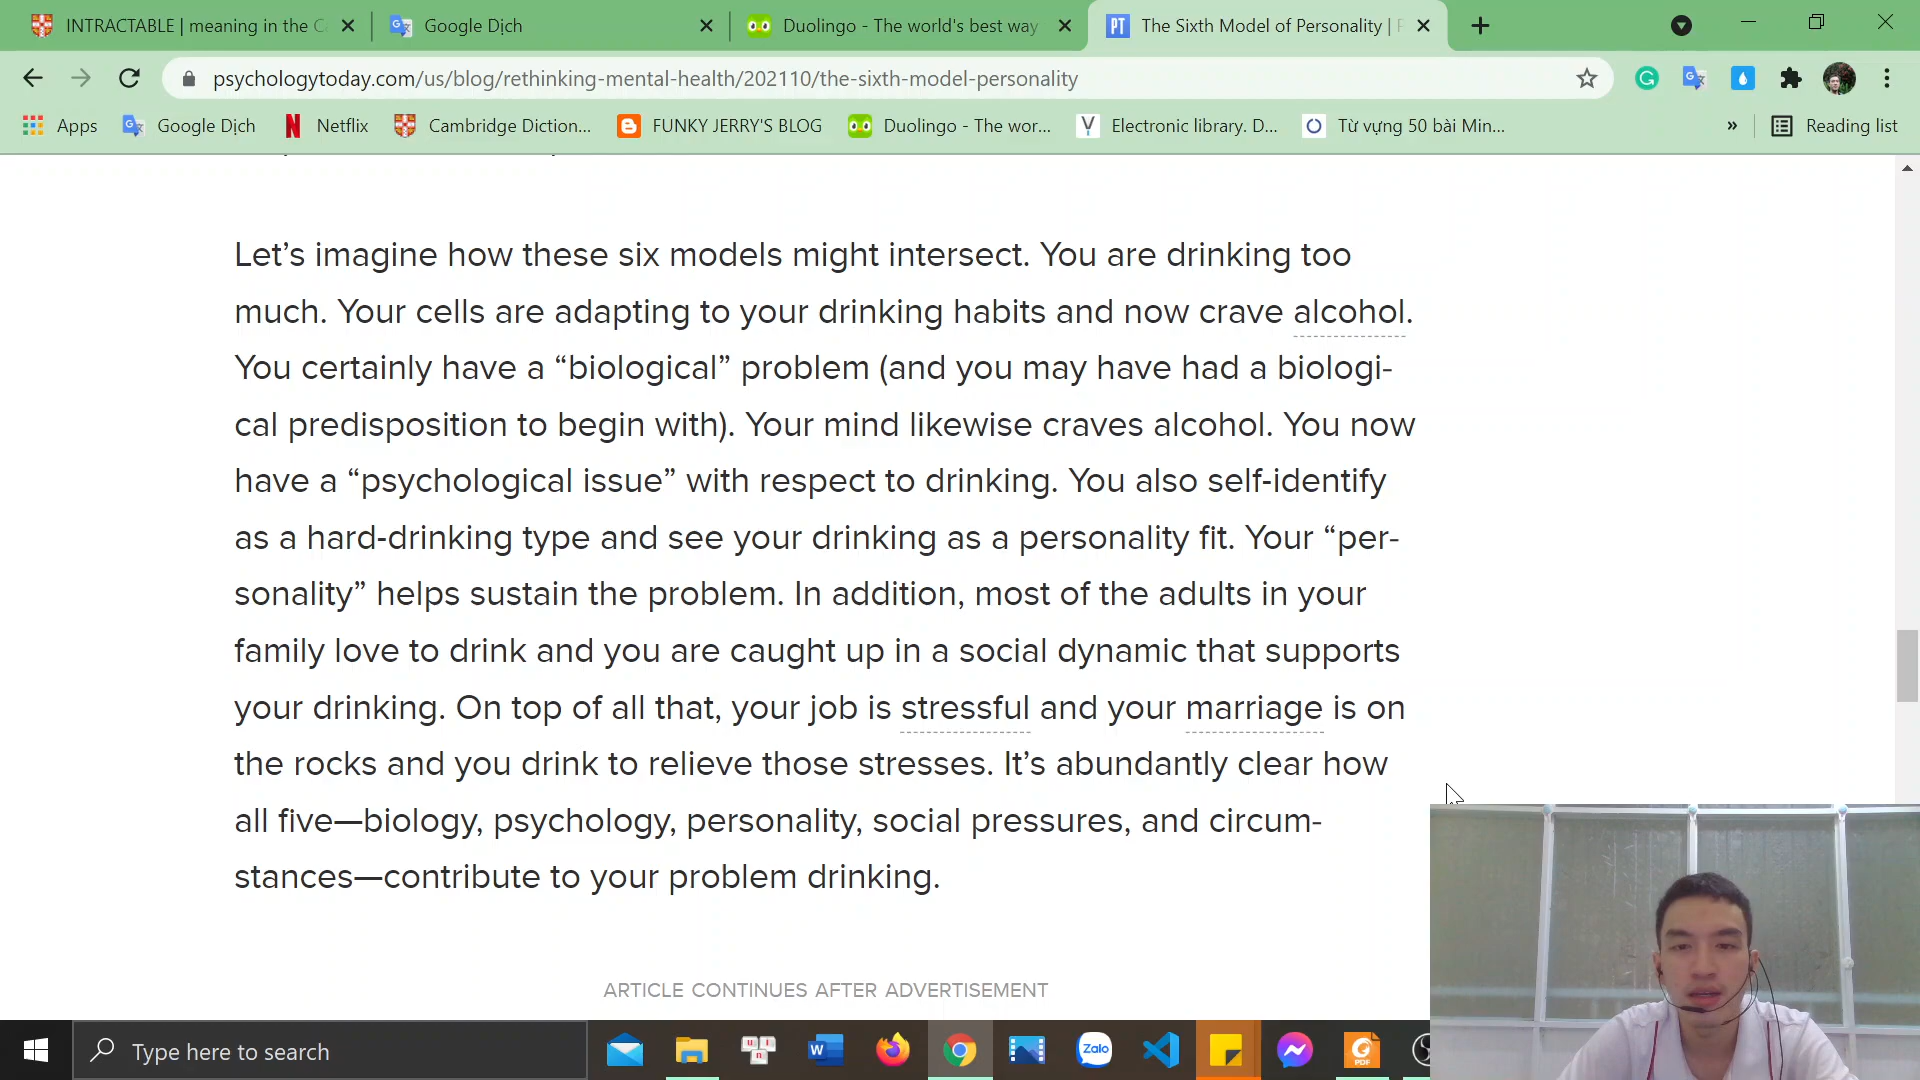 INTRACTABLE | meaning in the C
Google Dịch
Duolingo - The world's best way
PT
The Sixth Model of Personality |
psychologytoday.com/us/blog/rethinking-mental-health/202110/the-sixth-model-personality
Apps
Google Dịch
Netflix
Cambridge Diction...
FUNKY JERRY'S BLOG
Duolingo - The wor...
Electronic library. D...
Từ vựng 50 bài Min...
»
Reading list
Let’s imagine how these six models might intersect. You are drinking too
much. Your cells are adapting to your drinking habits and now crave alcohol.
You certainly have a “biological” problem (and you may have had a biologi-
cal predisposition to begin with). Your mind likewise craves alcohol. You now
have a “psychological issue” with respect to drinking. You also self-identify
as a hard-drinking type and see your drinking as a personality fit. Your “per-
sonality” helps sustain the problem. In addition, most of the adults in your
family love to drink and you are caught up in a social dynamic that supports
your drinking. On top of all that, your job is stressful and your marriage is on
the rocks and you drink to relieve those stresses. It’s abundantly clear how
all five—biology, psychology, personality, social pressures, and circum-
stances—contribute to your problem drinking.
ARTICLE CONTINUES AFTER ADVERTISEMENT
Type here to search
Zalo
PDF